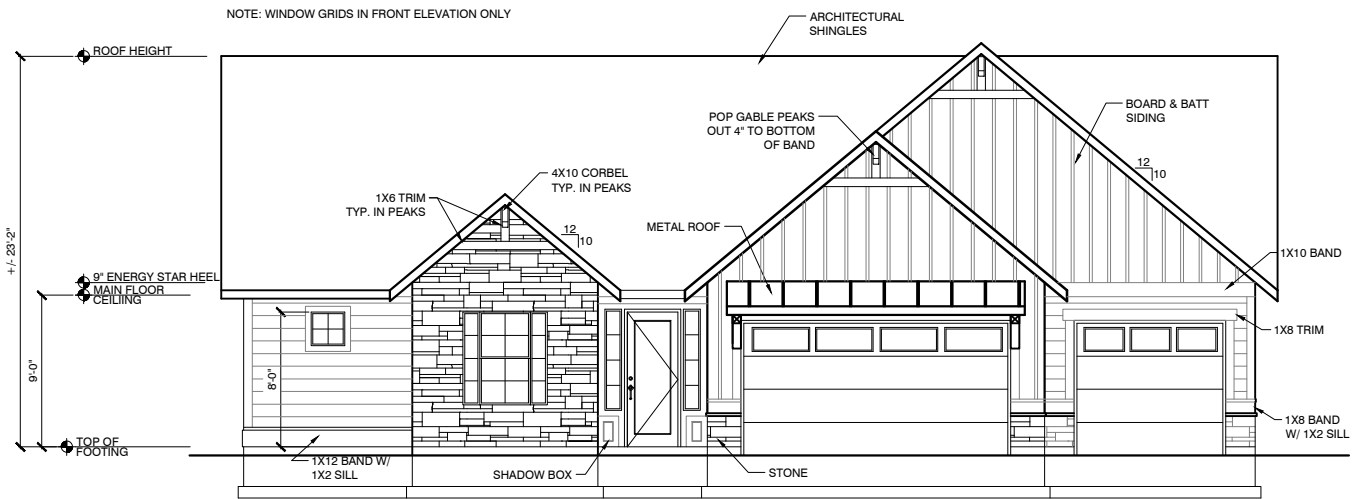 NOTE: WINDOW GRIDS IN FRONT ELEVATION ONLY
ARCHITECTURAL
SHINGLES
ROOF HEIGHT
BOARD & BATT
SIDING
POP GABLE PEAKS
OUT 4" TO BOTTOM
OF BAND
12
10
4X10 CORBEL
TYP. IN PEAKS
1X6 TRIM
TYP. IN PEAKS
12
10
METAL ROOF
+/- 23'-2"
1X10 BAND
9" ENERGY STAR HEEL
MAIN FLOOR
CEILING
1X8 TRIM
9'-0"
8'-0"
1X8 BAND
W/ 1X2 SILL
TOP OF
FOOTING
1X12 BAND W/
1X2 SILL
SHADOW BOX
STONE